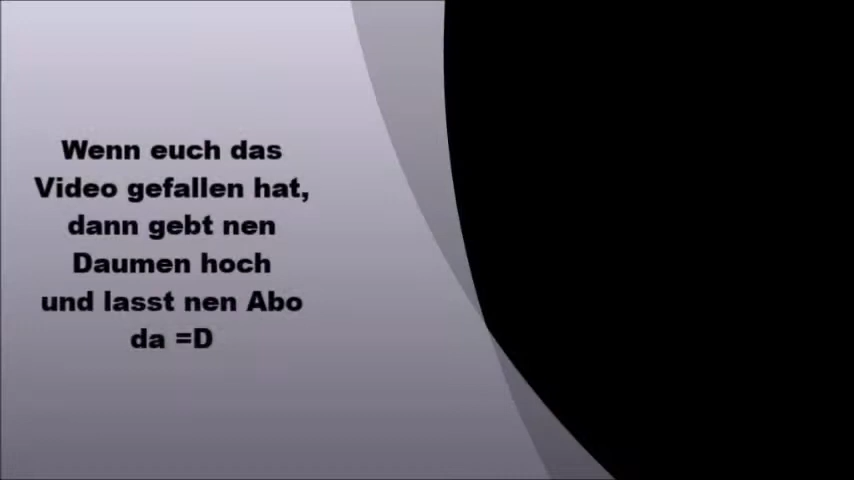 Wenn euch das
Video gefallen hat,
dann gebt nen
Daumen hoch
und lasst nen Abo
da =D